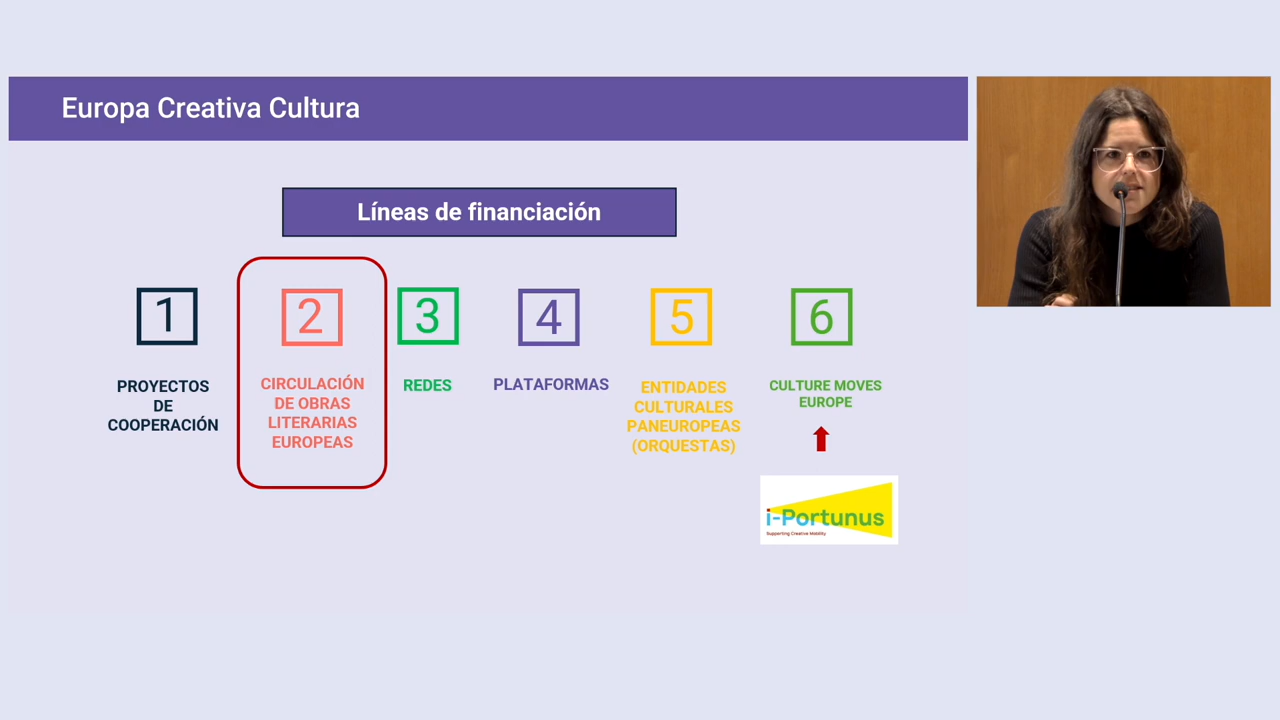 Europa Creativa Cultura
Líneas de financiación
1
PROYECTOS
DE
COOPERACIÓN
2
CIRCULACIÓN
DE OBRAS
LITERARIAS
EUROPEAS
3
REDES
4
PLATAFORMAS
5
ENTIDADES
CULTURALES
PANEUROPEAS
(ORQUESTAS)
6
CULTURE MOVES
EUROPE
i-Portunus
Supporting Creative Mobility